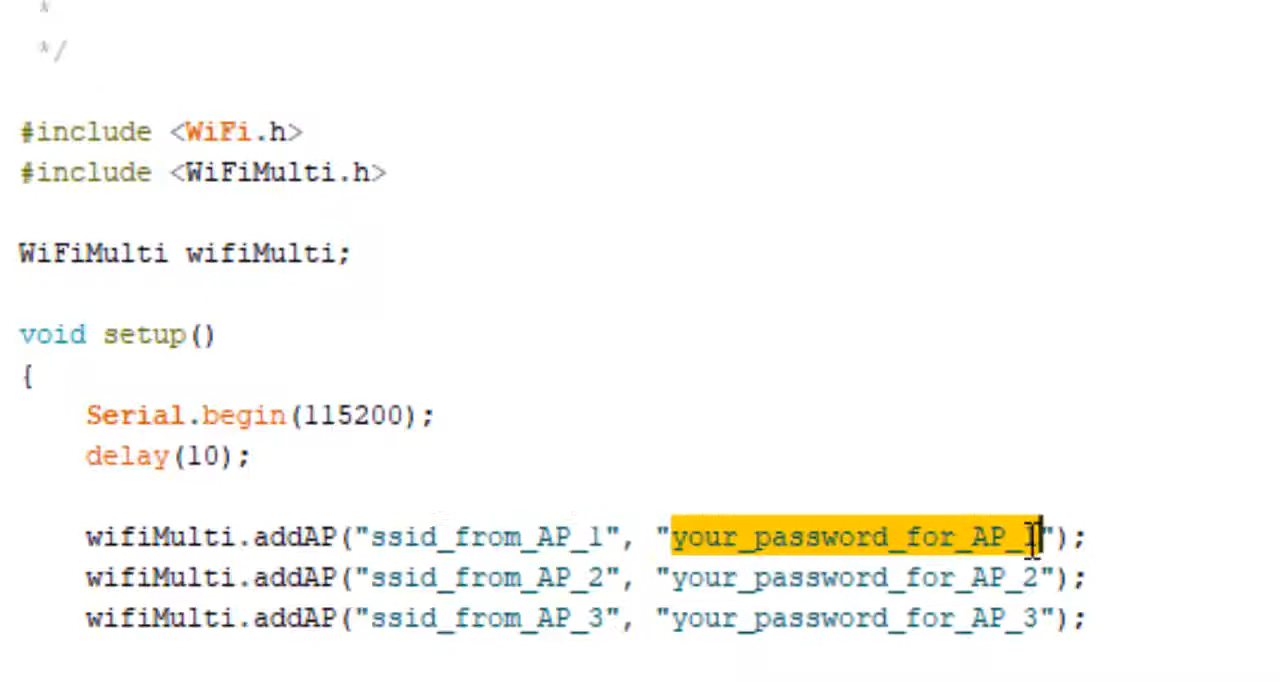 *
*/
#include <WiFi.h>
#include <WiFiMulti.h>
WiFiMulti wifiMulti;
void setup()
{
Serial.begin(115200);
delay(10);
wifiMulti.addAP("ssid_from_AP_1", "your_password_for_AP_1");
wifiMulti.addAP("ssid_from_AP_2", "your_password_for_AP_2");
wifiMulti.addAP("ssid_from_AP_3", "your_password_for_AP_3");